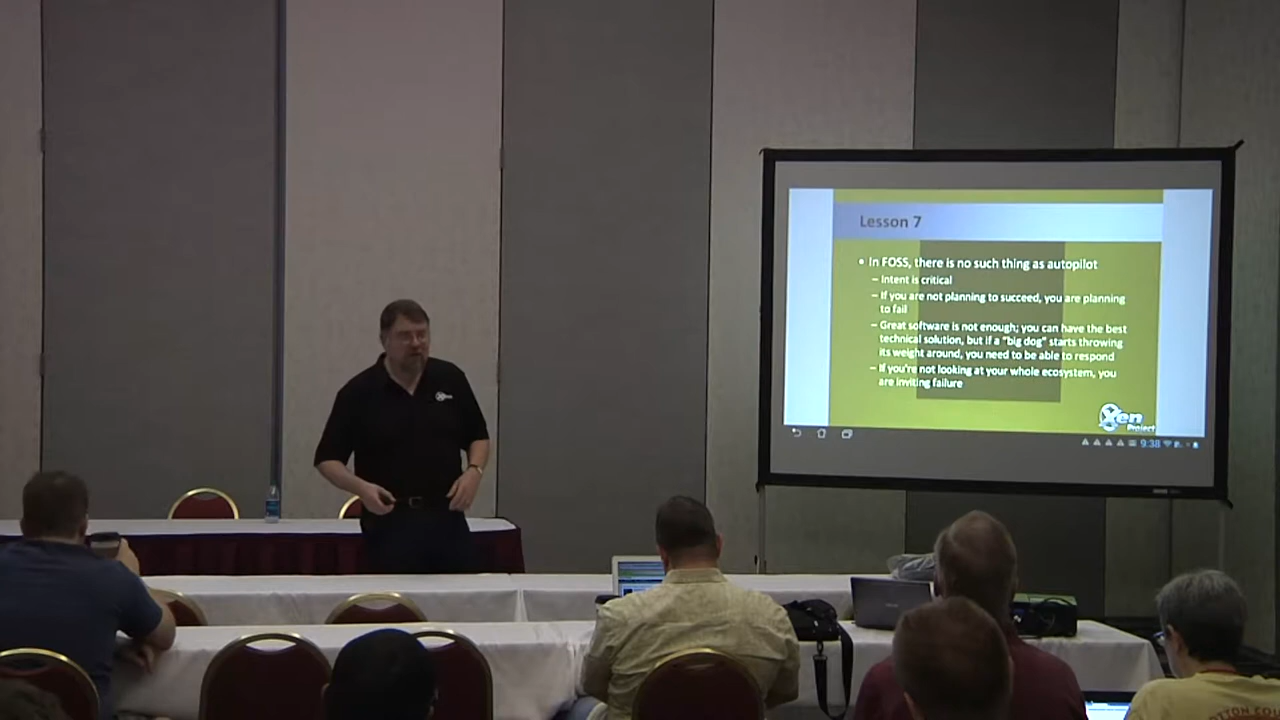 Lesson 7
• In FOSS, there is no such thing as autopilot
– Intent is critical
– If you are not planning to succeed, you are planning
to fail
– Great software is not enough; you can have the best
technical solution, but if a "big dog" starts throwing
its weight around, you need to be able to respond
– If you're not looking at your whole ecosystem, you
are inviting failure
Xen
Project
9:38
Xen